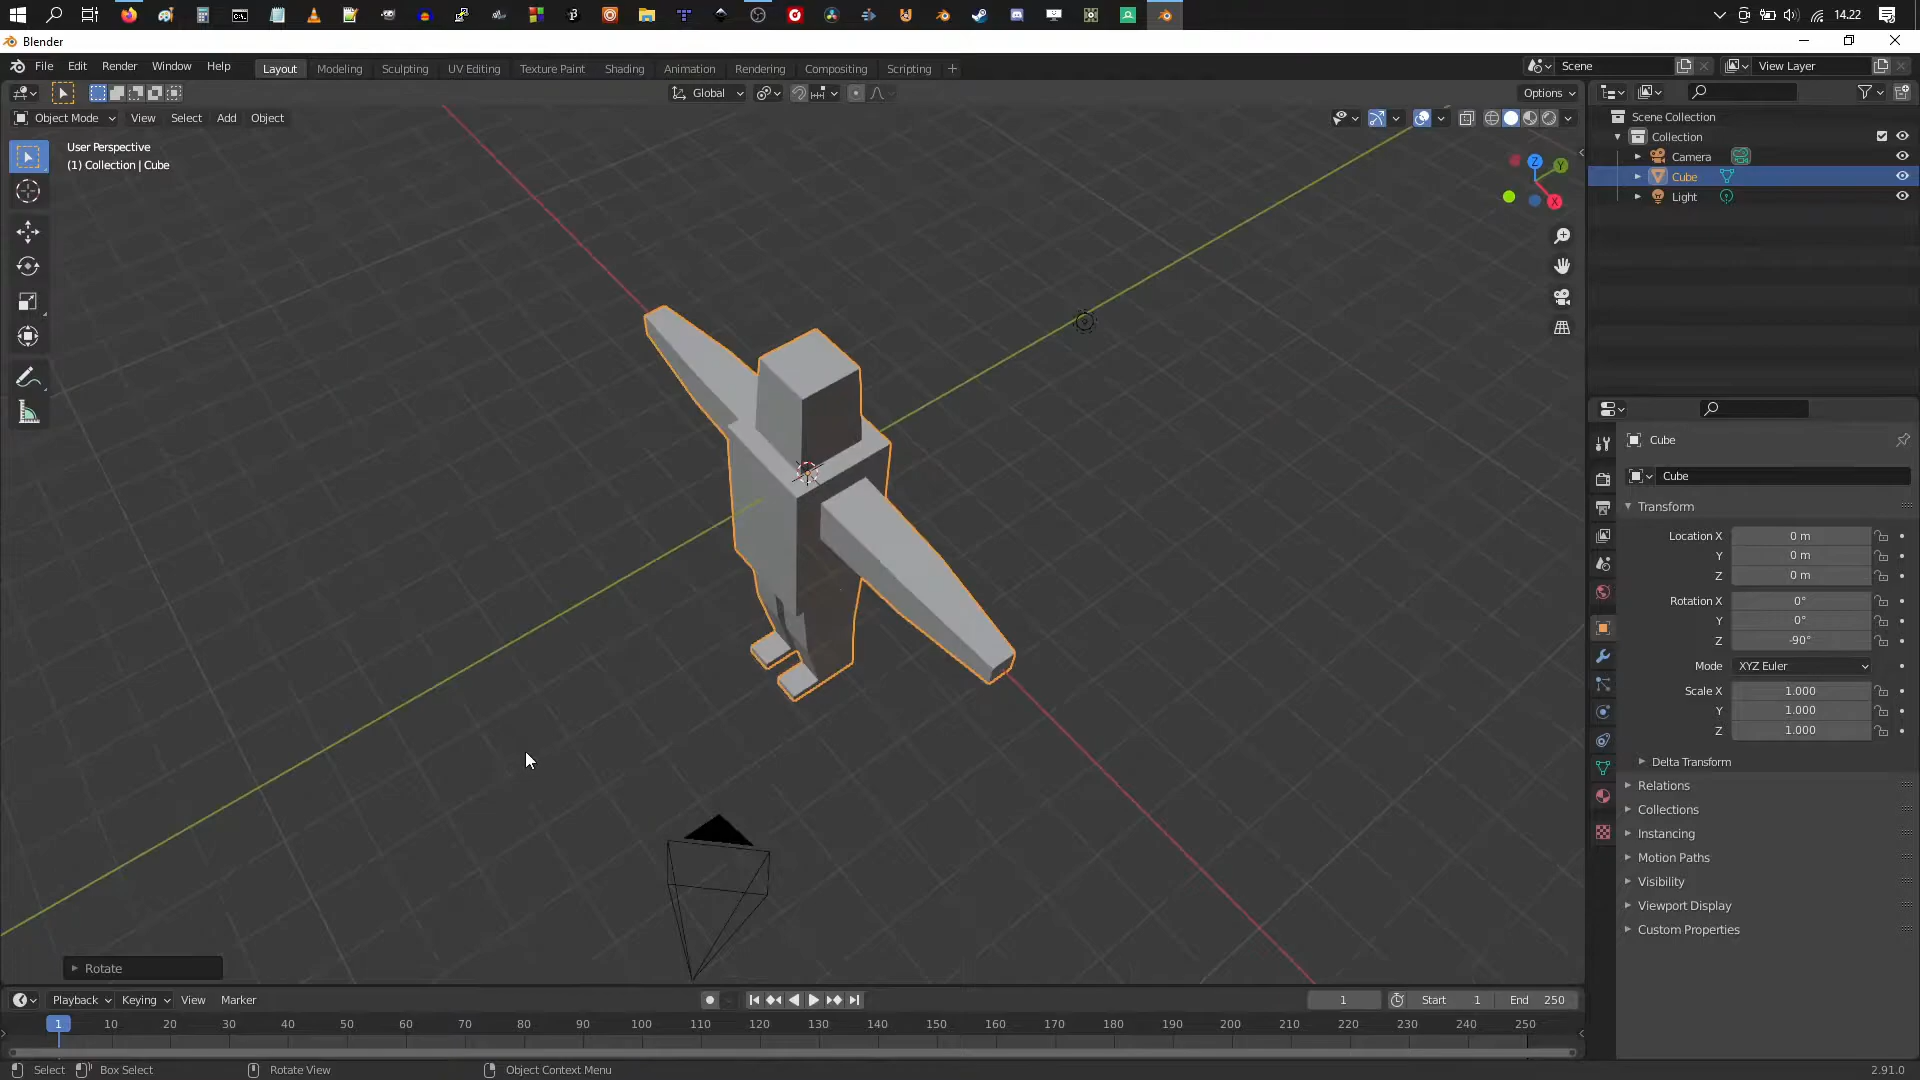 14.22
Blender
File Edit Render Window Help
Layout Modeling Sculpting UV Editing Texture Paint Shading Animation Rendering Compositing Scripting +
Scene
View Layer
Global
Options
Object Mode View Select Add Object
User Perspective
(1) Collection | Cube
Z
Y
X
Scene Collection
Collection
Camera
Cube
Light
Cube
Cube
Transform
Location X 0 m
Y 0 m
Z 0 m
Rotation X 0°
Y 0°
Z -90°
Mode XYZ Euler
Scale X 1.000
Y 1.000
Z 1.000
Delta Transform
Relations
Collections
Instancing
Motion Paths
Visibility
Viewport Display
Custom Properties
Rotate
Playback Keying View Marker
1 Start 1 End 250
1 10 20 30 40 50 60 70 80 90 100 110 120 130 140 150 160 170 180 190 200 210 220 230 240 250
Select Box Select Rotate View Object Context Menu 2.91.0